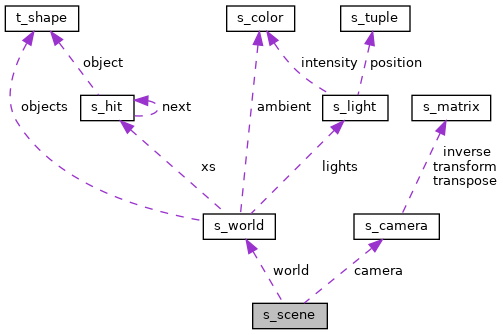 t_shape
s_color
s_tuple
object
intensity
position
objects
s_hit
next
ambient
s_light
s_matrix
xs
lights
inverse
transform
transpose
s_world
s_camera
world
camera
s_scene